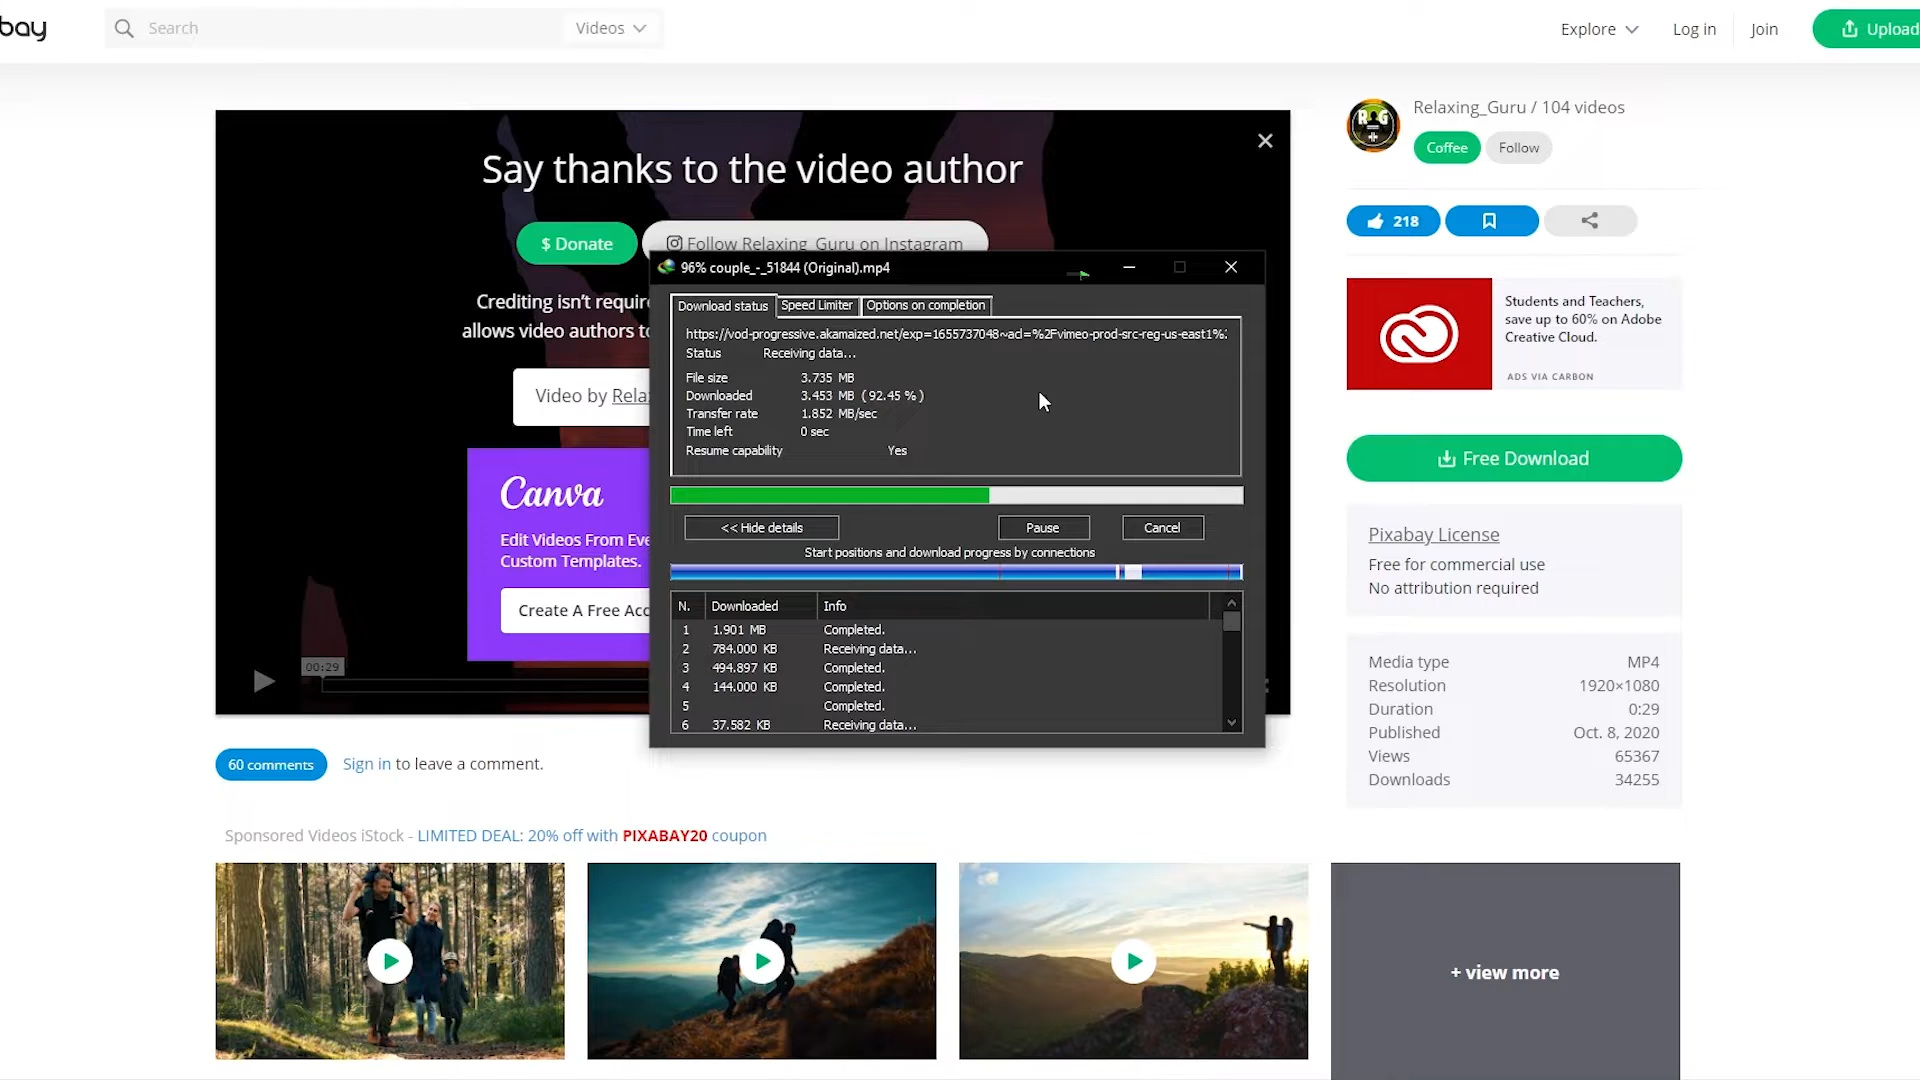 bay
Search
Videos
Explore
Log in
Join
Upload
Say thanks to the video author
$ Donate
Follow Relaxing_Guru on Instagram
Crediting isn't requir
allows video authors to
Video by Rela
Canva
Edit Videos From Eve
Custom Templates.
Create A Free Acc
00:29
96% couple_-_51844 (Original).mp4
Download status
Speed Limiter
Options on completion
https://vod-progressive.akamaized.net/exp=1655737048~acl=%2Fvimeo-prod-src-reg-us-east1%
Status Receiving data...
File size 3.735 MB
Downloaded 3.453 MB ( 92.45 % )
Transfer rate 1.852 MB/sec
Time left 0 sec
Resume capability Yes
<< Hide details
Pause
Cancel
Start positions and download progress by connections
N. Downloaded Info
1 1.901 MB Completed.
2 784.000 KB Receiving data...
3 494.897 KB Completed.
4 144.000 KB Completed.
5 Completed.
6 37.582 KB Receiving data...
60 comments
Sign in to leave a comment.
Sponsored Videos iStock - LIMITED DEAL: 20% off with PIXABAY20 coupon
+ view more
RG
Relaxing_Guru / 104 videos
Coffee
Follow
218
Students and Teachers,
save up to 60% on Adobe
Creative Cloud.
ADS VIA CARBON
Free Download
Pixabay License
Free for commercial use
No attribution required
Media type MP4
Resolution 1920×1080
Duration 0:29
Published Oct. 8, 2020
Views 65367
Downloads 34255